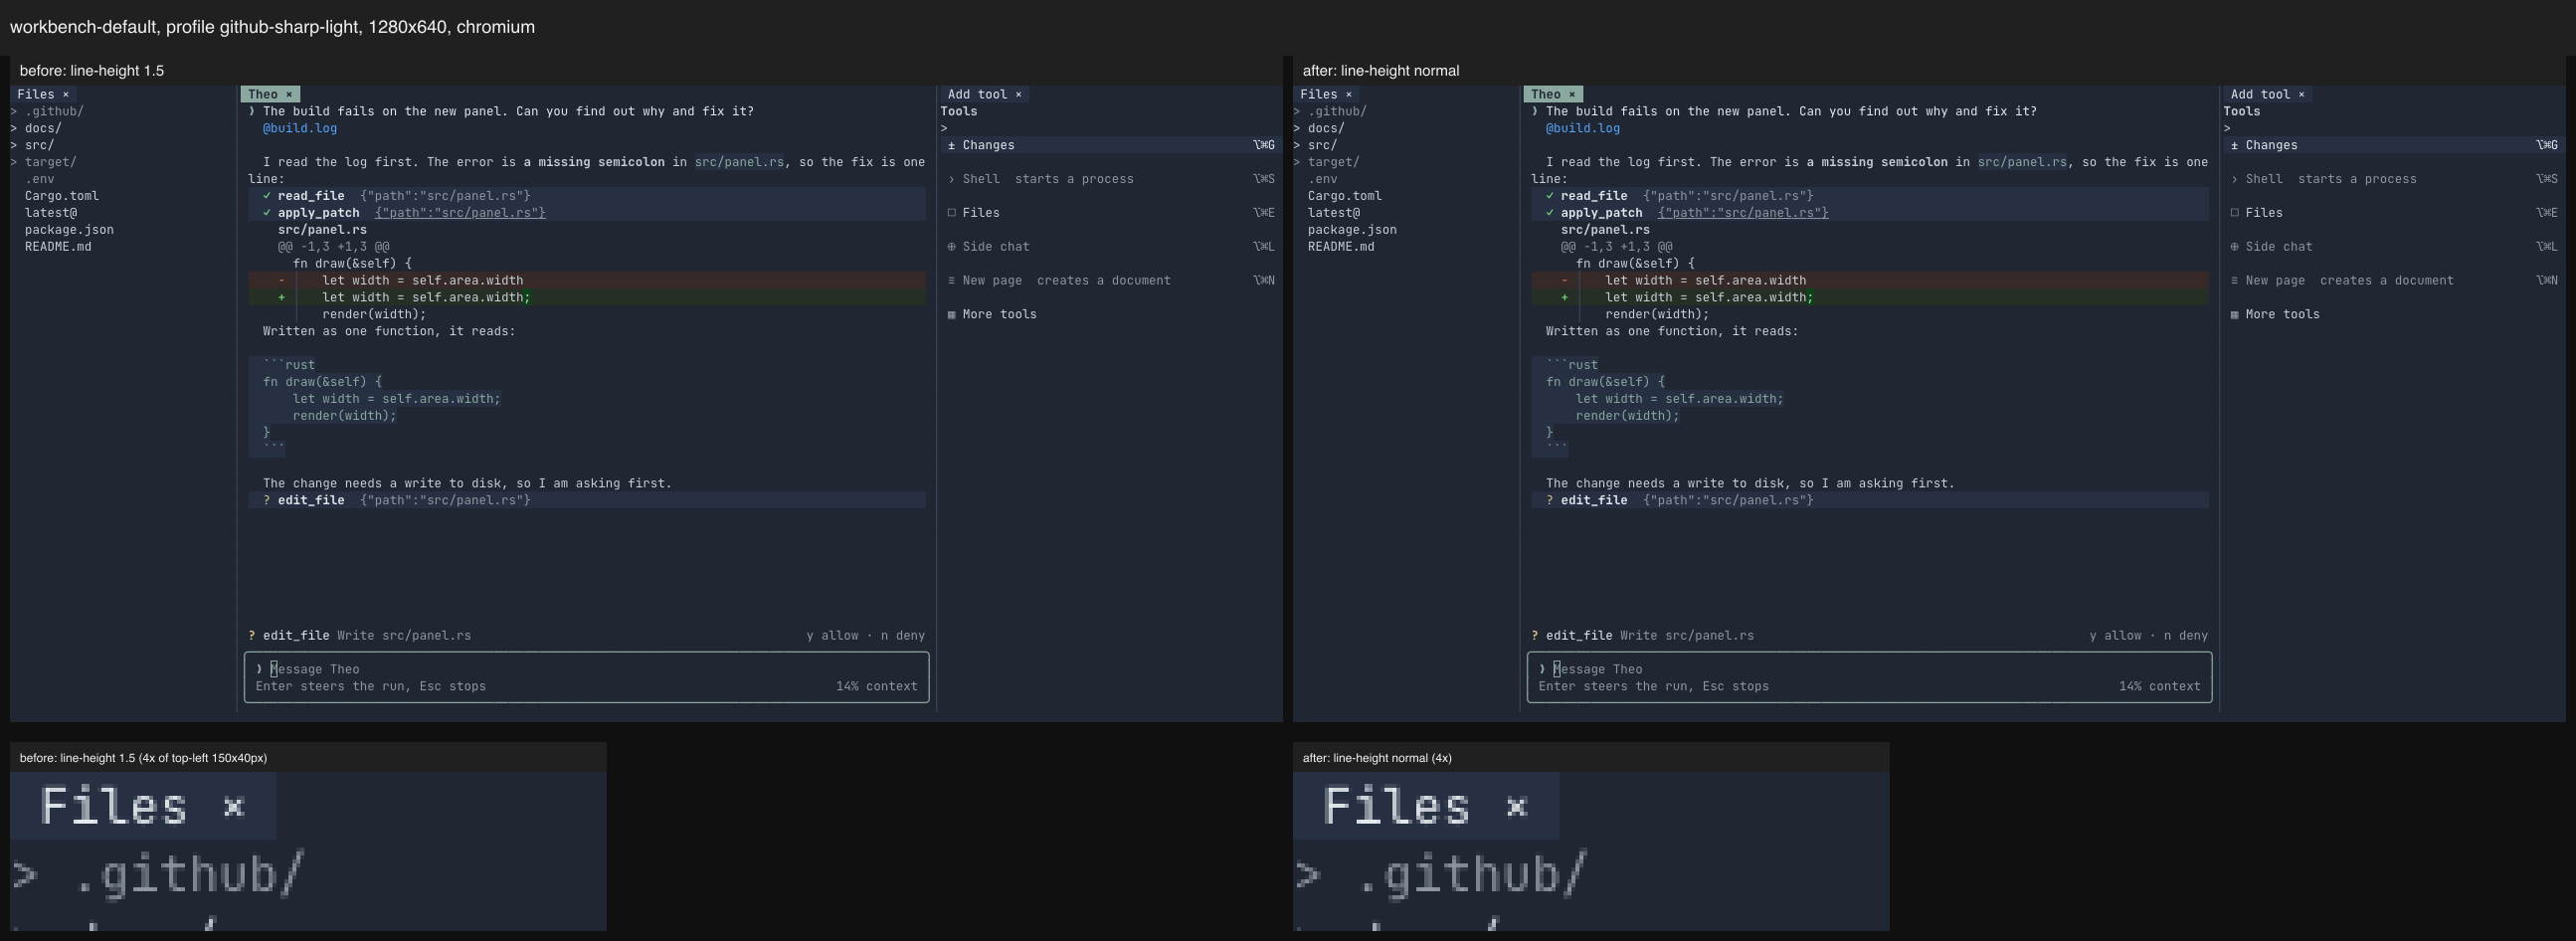 workbench-default, profile github-sharp-light, 1280x640, chromium
before: line-height 1.5
Files ×
> .github/
> docs/
> src/
> target/
.env
Cargo.toml
latest@
package.json
README.md
Theo ×
❯ The build fails on the new panel. Can you find out why and fix it?
@build.log
I read the log first. The error is a missing semicolon in src/panel.rs, so the fix is one
line:
✓ read_file {"path":"src/panel.rs"}
✓ apply_patch {"path":"src/panel.rs"}
src/panel.rs
@@ -1,3 +1,3 @@
fn draw(&self) {
- let width = self.area.width
+ let width = self.area.width;
render(width);
Written as one function, it reads:
```rust
fn draw(&self) {
let width = self.area.width;
render(width);
}
```
The change needs a write to disk, so I am asking first.
? edit_file {"path":"src/panel.rs"}
? edit_file Write src/panel.rs y allow · n deny
❯ Message Theo
Enter steers the run, Esc stops 14% context
Add tool ×
Tools
>
± Changes ⌥⌘G
› Shell starts a process ⌥⌘S
□ Files ⌥⌘E
⊕ Side chat ⌥⌘L
≡ New page creates a document ⌥⌘N
▦ More tools
after: line-height normal
Files ×
> .github/
> docs/
> src/
> target/
.env
Cargo.toml
latest@
package.json
README.md
Theo ×
❯ The build fails on the new panel. Can you find out why and fix it?
@build.log
I read the log first. The error is a missing semicolon in src/panel.rs, so the fix is one
line:
✓ read_file {"path":"src/panel.rs"}
✓ apply_patch {"path":"src/panel.rs"}
src/panel.rs
@@ -1,3 +1,3 @@
fn draw(&self) {
- let width = self.area.width
+ let width = self.area.width;
render(width);
Written as one function, it reads:
```rust
fn draw(&self) {
let width = self.area.width;
render(width);
}
```
The change needs a write to disk, so I am asking first.
? edit_file {"path":"src/panel.rs"}
? edit_file Write src/panel.rs y allow · n deny
❯ Message Theo
Enter steers the run, Esc stops 14% context
Add tool ×
Tools
>
± Changes ⌥⌘G
› Shell starts a process ⌥⌘S
□ Files ⌥⌘E
⊕ Side chat ⌥⌘L
≡ New page creates a document ⌥⌘N
▦ More tools
before: line-height 1.5 (4x of top-left 150x40px)
Files ×
> .github/
after: line-height normal (4x)
Files ×
> .github/